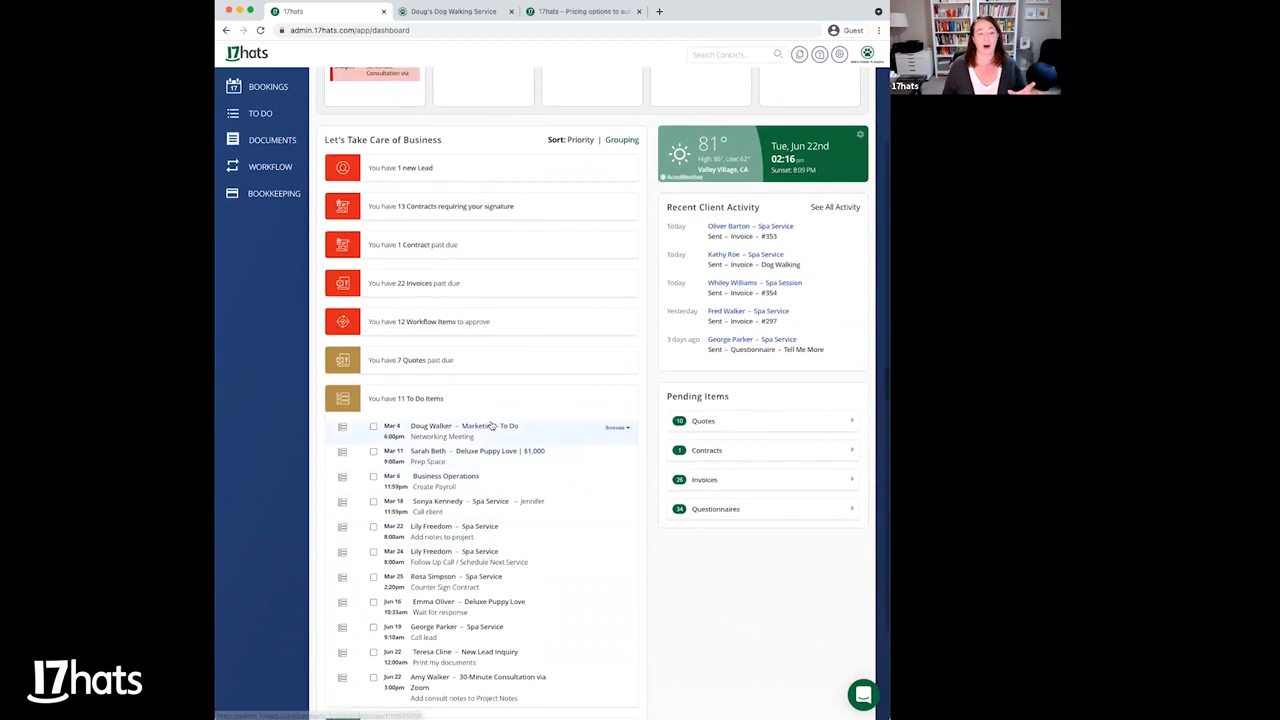 17hats
Doug's Dog Walking Service
17hats – Pricing options to su
admin.17hats.com/app/dashboard
Guest
17hats
Search Contacts...
17hats
Consultation via
BOOKINGS
TO DO
DOCUMENTS
WORKFLOW
BOOKKEEPING
Let's Take Care of Business
Sort: Priority | Grouping
You have 1 new Lead
You have 13 Contracts requiring your signature
You have 1 Contract past due
You have 22 Invoices past due
You have 12 Workflow Items to approve
You have 7 Quotes past due
You have 11 To Do Items
Mar 4 Doug Walker – Marketing To Do
6:00pm Networking Meeting
Snooze
Mar 11 Sarah Beth – Deluxe Puppy Love | $1,000
9:00am Prep Space
Mar 6 Business Operations
11:59pm Create Payroll
Mar 18 Sonya Kennedy – Spa Service – Jennifer
11:59pm Call client
Mar 22 Lily Freedom – Spa Service
8:00am Add notes to project
Mar 24 Lily Freedom – Spa Service
8:00am Follow Up Call / Schedule Next Service
Mar 25 Rosa Simpson – Spa Service
2:20pm Counter Sign Contract
Jun 16 Emma Oliver – Deluxe Puppy Love
10:33am Wait for response
Jun 19 George Parker – Spa Service
9:10am Call lead
Jun 22 Teresa Cline – New Lead Inquiry
12:00am Print my documents
Jun 22 Amy Walker – 30-Minute Consultation via
3:00pm Zoom
Add consult notes to Project Notes
81°
High: 86°, Low: 62°
Valley Village, CA
AccuWeather
Tue, Jun 22nd
02:16 pm
Sunset: 8:09 PM
Recent Client Activity
See All Activity
Today Oliver Barton – Spa Service
Sent – Invoice – #353
Today Kathy Roe – Spa Service
Sent – Invoice – Dog Walking
Today Whiley Williams – Spa Session
Sent – Invoice – #354
Yesterday Fred Walker – Spa Service
Sent – Invoice – #297
3 days ago George Parker – Spa Service
Sent – Questionnaire – Tell Me More
Pending Items
10 Quotes
1 Contracts
26 Invoices
34 Questionnaires
17hats